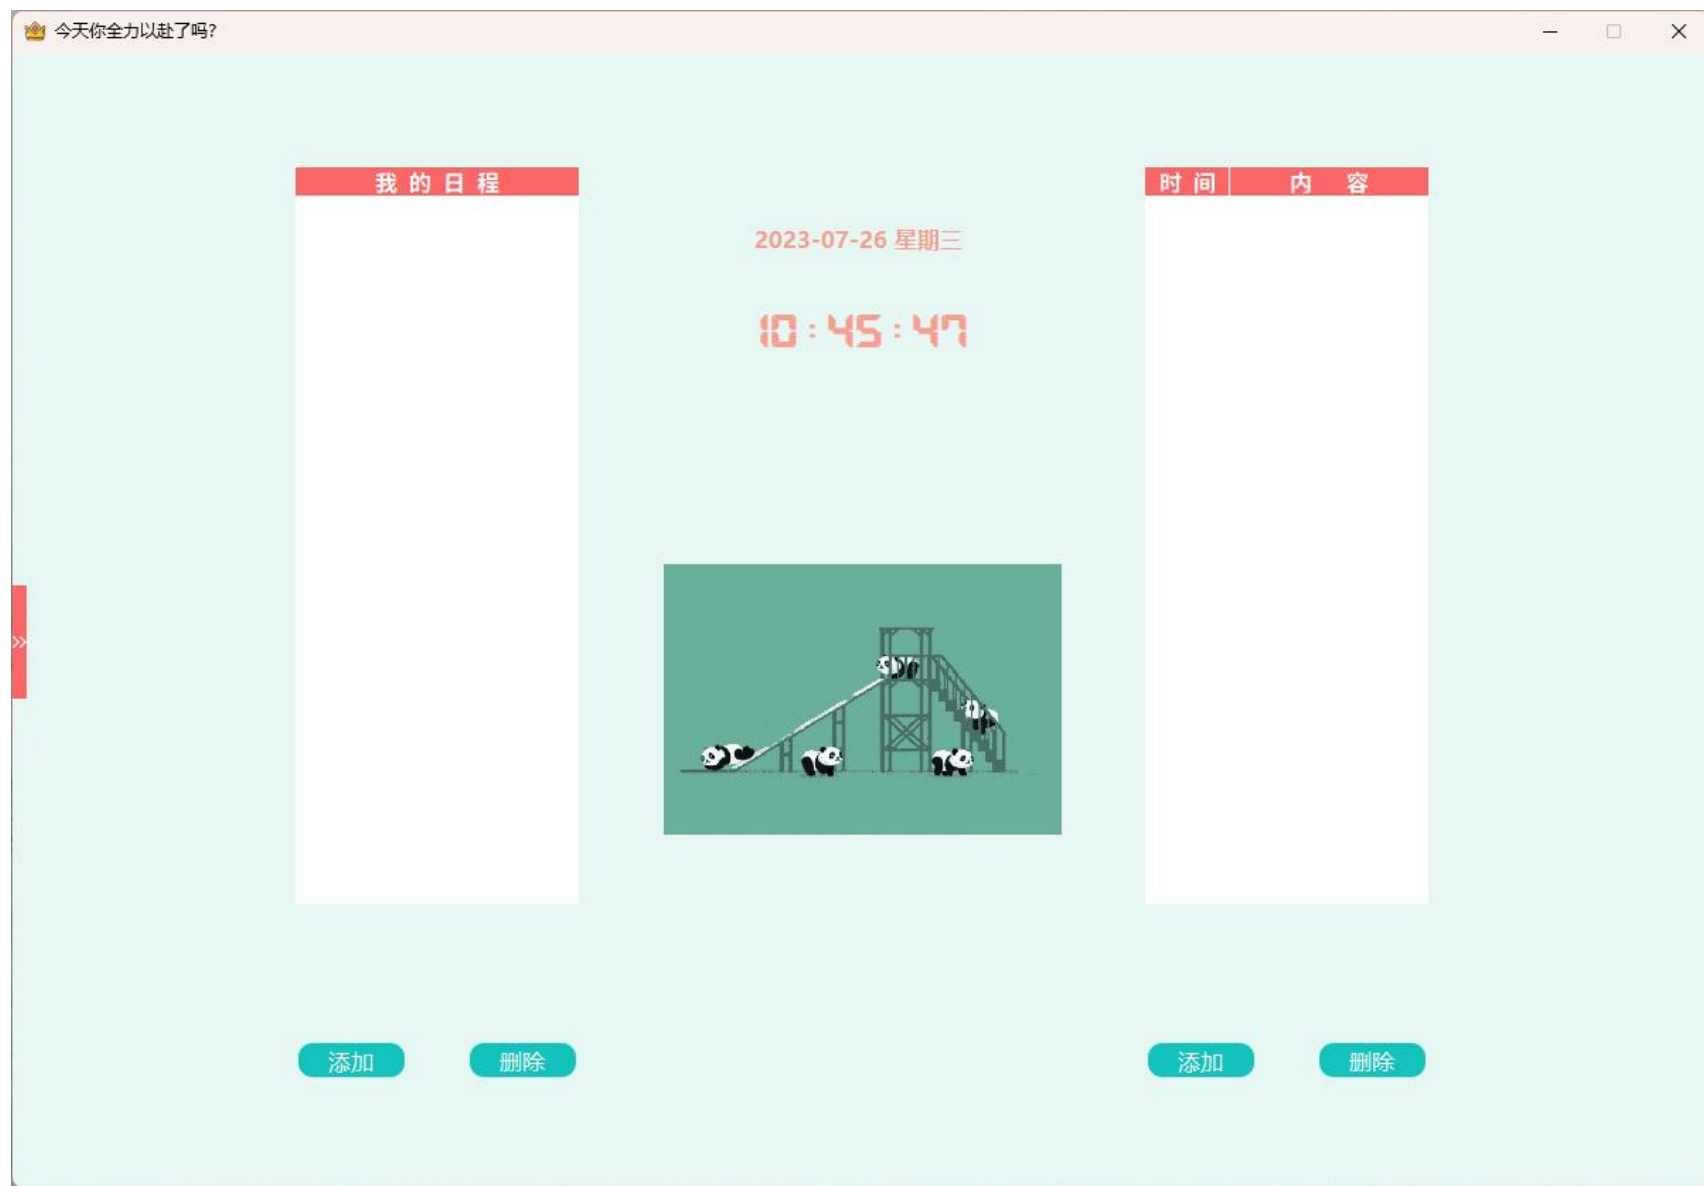 今天你全力以赴了吗?
我的日程
时间 内容
2023-07-26 星期三
10:45:47
»
添加 删除
添加 删除